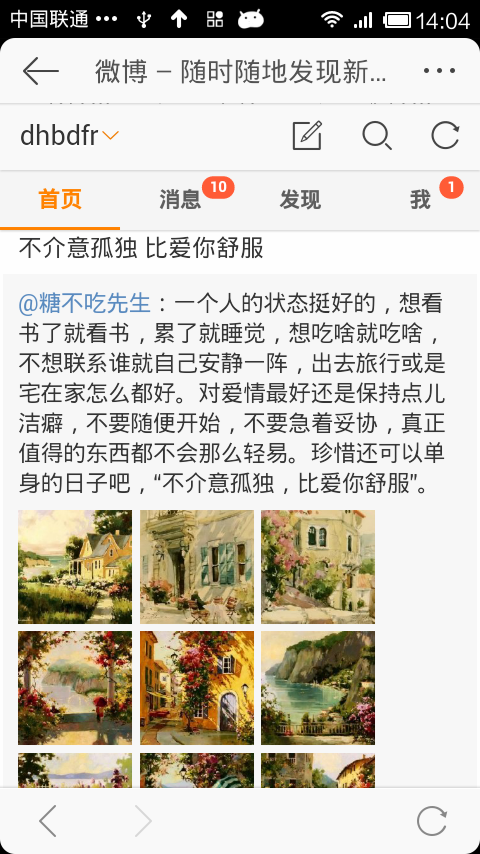 中国联通 ••• 14:04
微博 – 随时随地发现新...
dhbdfr
首页 消息 10 发现 我 1
不介意孤独 比爱你舒服
@糖不吃先生：一个人的状态挺好的，想看
书了就看书，累了就睡觉，想吃啥就吃啥，
不想联系谁就自己安静一阵，出去旅行或是
宅在家怎么都好。对爱情最好还是保持点儿
洁癖，不要随便开始，不要急着妥协，真正
值得的东西都不会那么轻易。珍惜还可以单
身的日子吧，“不介意孤独，比爱你舒服”。